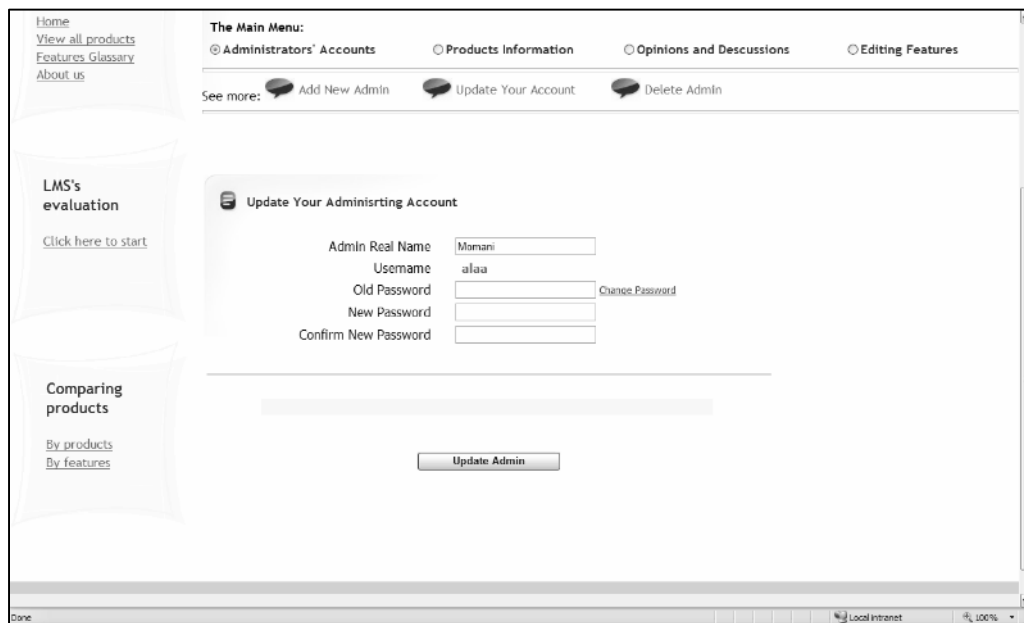 Home
View all products
Features Glassary
About us
The Main Menu:
Administrators' Accounts Products Information Opinions and Descussions Editing Features
See more: Add New Admin Update Your Account Delete Admin
LMS's
evaluation
Click here to start
Update Your Adminisrting Account
Admin Real Name Momani
Username alaa
Old Password Change Password
New Password
Confirm New Password
Comparing
products
By products
By features
Update Admin
Done Local intranet 100%